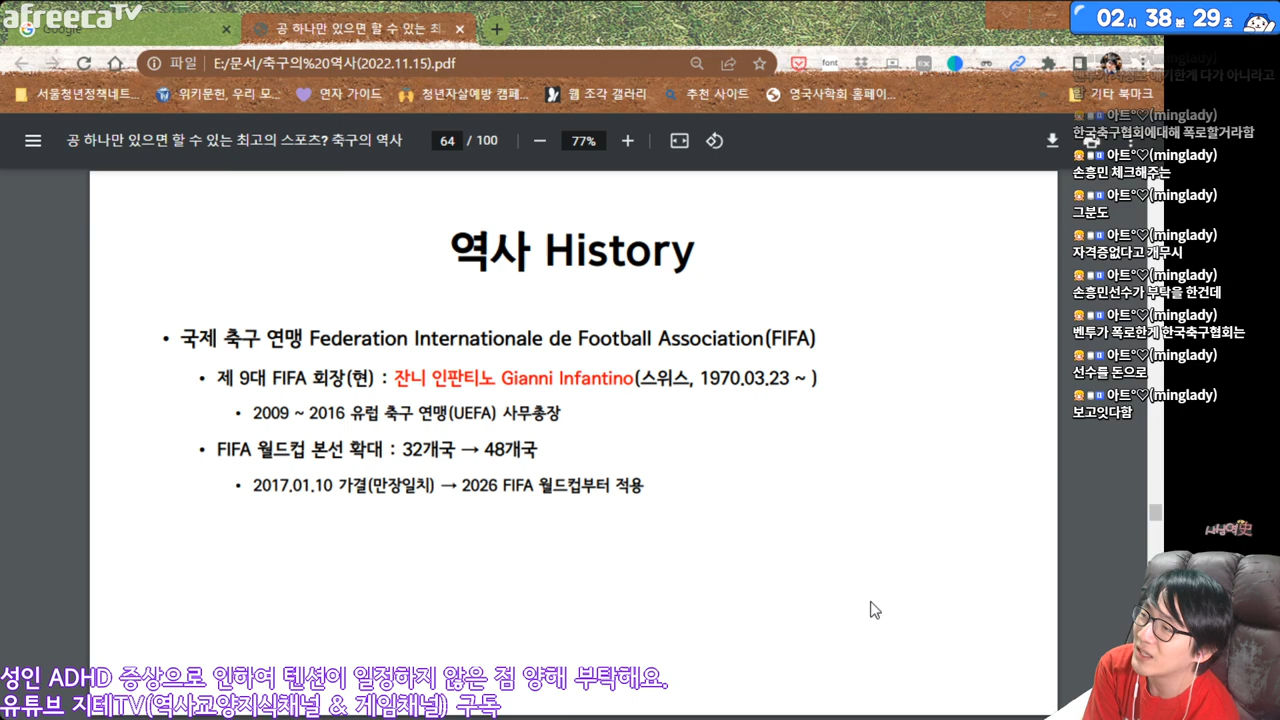 afreecaTV
Google
공 하나만 있으면 할 수 있는 최
02시 38분 29초
파일
E:/문서/축구의%20역사(2022.11.15).pdf
서울청년정책네트...
위키문헌, 우리 모...
연자 가이드
청년자살예방 캠페...
웹 조각 갤러리
추천 사이트
영국사학회 홈페이...
기타 북마크
공 하나만 있으면 할 수 있는 최고의 스포츠? 축구의 역사
64 / 100
77%
역사 History
• 국제 축구 연맹 Federation Internationale de Football Association(FIFA)
• 제 9대 FIFA 회장(현) : 잔니 인판티노 Gianni Infantino(스위스, 1970.03.23 ~ )
• 2009 ~ 2016 유럽 축구 연맹(UEFA) 사무총장
• FIFA 월드컵 본선 확대 : 32개국 → 48개국
• 2017.01.10 가결(만장일치) → 2026 FIFA 월드컵부터 적용
아트°♡(minglady)
한국축구협회에대해 폭로할거라함
아트°♡(minglady)
손흥민 체크해주는
아트°♡(minglady)
그분도
아트°♡(minglady)
자격증없다고 개무시
아트°♡(minglady)
손흥민선수가 부탁을 한건데
아트°♡(minglady)
벤투가 폭로한게 한국축구협회는
아트°♡(minglady)
선수를 돈으로
아트°♡(minglady)
보고잇다함
성인 ADHD 증상으로 인하여 텐션이 일정하지 않은 점 양해 부탁해요.
유튜브 지테TV(역사교양지식채널 & 게임채널) 구독